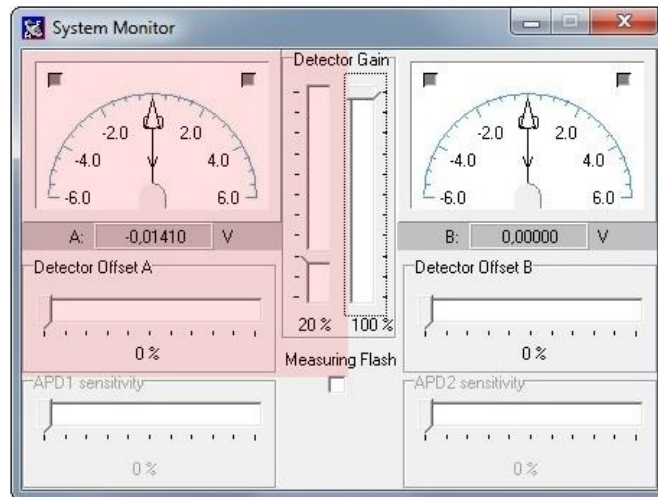 System Monitor
Detector Gain
-6.0 -4.0 -2.0 2.0 4.0 6.0
-6.0 -4.0 -2.0 2.0 4.0 6.0
A: -0,01410 V
B: 0,00000 V
Detector Offset A
0 %
20 % 100 %
Detector Offset B
0 %
Measuring Flash
APD1 sensitivity
0 %
APD2 sensitivity
0 %